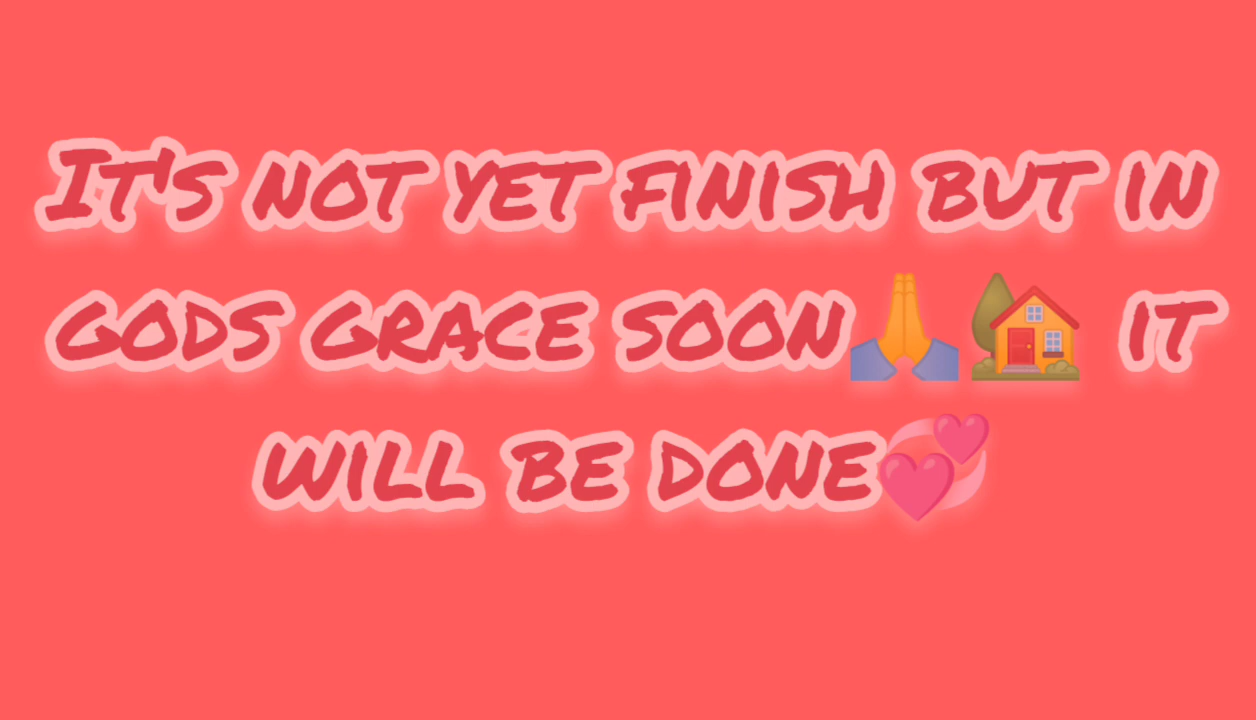 It's not yet finish but in
gods grace soon🙏🏡 it
will be done💞